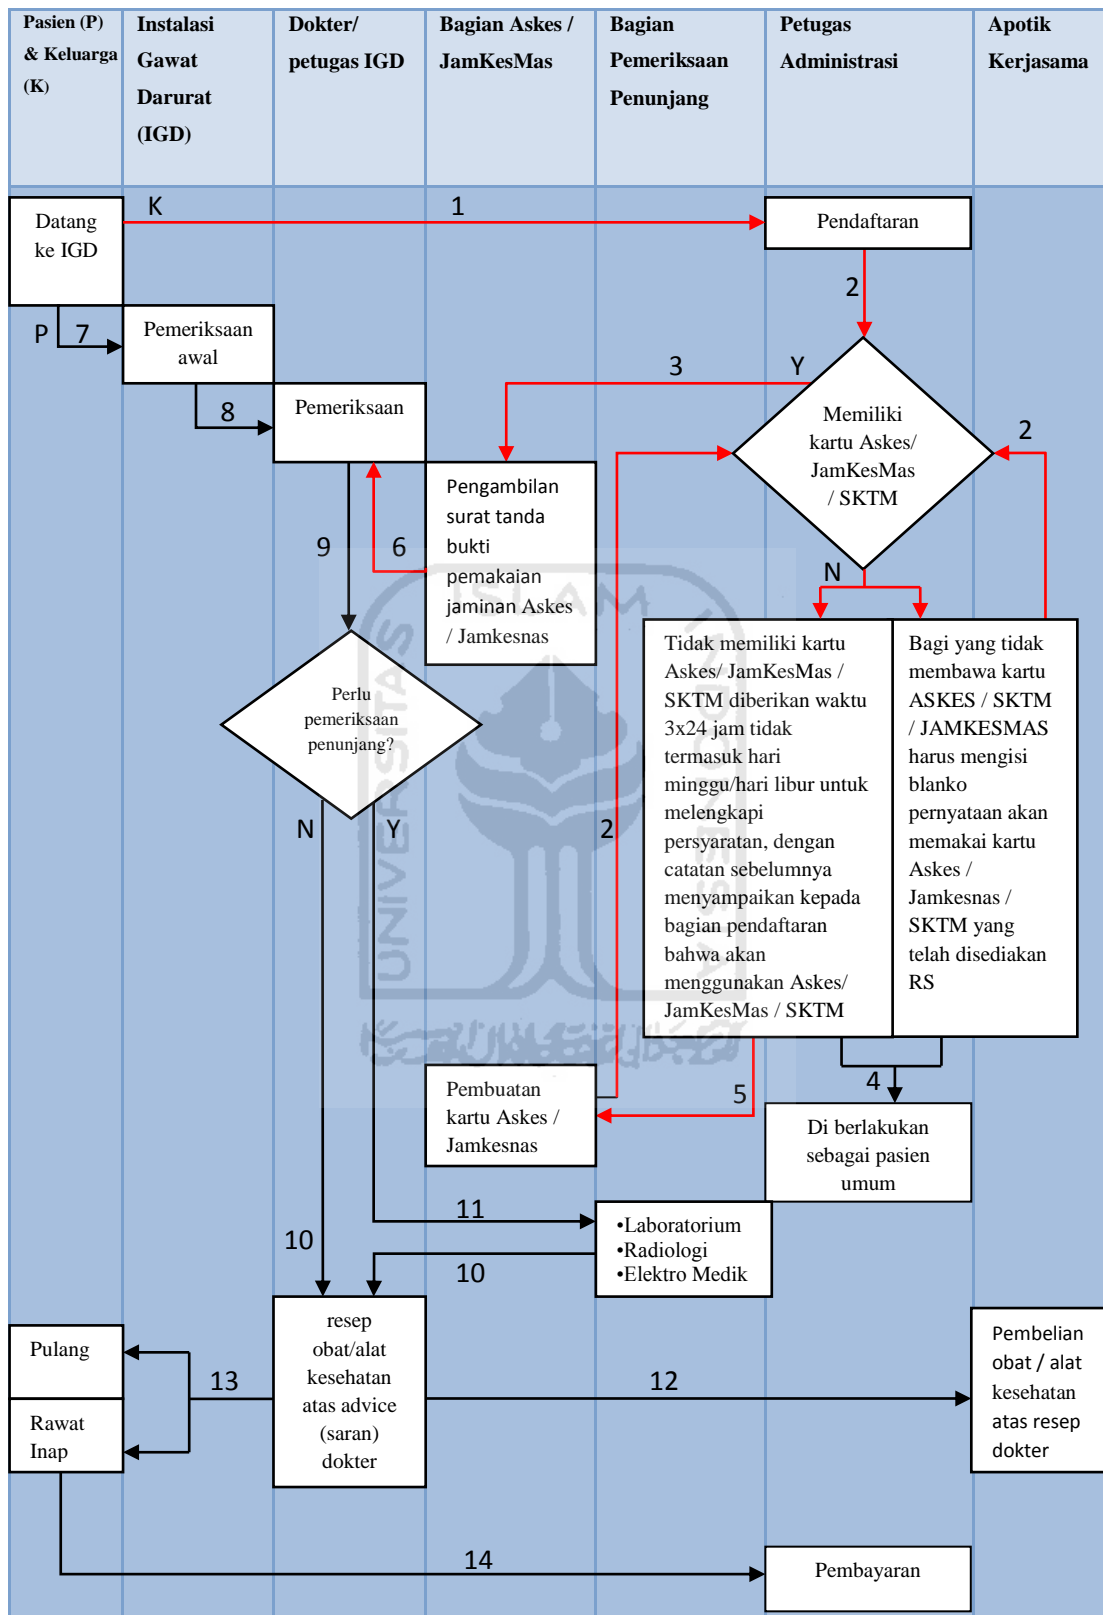 Pasien (P)
& Keluarga
(K)
Instalasi
Gawat
Darurat
(IGD)
Dokter/
petugas IGD
Bagian Askes /
JamKesMas
Bagian
Pemeriksaan
Penunjang
Petugas
Administrasi
Apotik
Kerjasama
Datang
ke IGD
K
1
Pendaftaran
2
P
7
Pemeriksaan
awal
8
Pemeriksaan
3
Y
Memiliki
kartu Askes/
JamKesMas
/ SKTM
2
Pengambilan
surat tanda
bukti
pemakaian
jaminan Askes
/ Jamkesnas
9
6
N
Tidak memiliki kartu
Askes/ JamKesMas /
SKTM diberikan waktu
3x24 jam tidak
termasuk hari
minggu/hari libur untuk
melengkapi
persyaratan, dengan
catatan sebelumnya
menyampaikan kepada
bagian pendaftaran
bahwa akan
menggunakan Askes/
JamKesMas / SKTM
Bagi yang tidak
membawa kartu
ASKES / SKTM
/ JAMKESMAS
harus mengisi
blanko
pernyataan akan
memakai kartu
Askes /
Jamkesnas /
SKTM yang
telah disediakan
RS
Perlu
pemeriksaan
penunjang?
N
Y
2
Pembuatan
kartu Askes /
Jamkesnas
5
4
Di berlakukan
sebagai pasien
umum
11
•Laboratorium
•Radiologi
•Elektro Medik
10
10
resep
obat/alat
kesehatan
atas advice
(saran)
dokter
Pulang
Rawat
Inap
13
12
Pembelian
obat / alat
kesehatan
atas resep
dokter
14
Pembayaran
ISLAM
UNIVERSITAS
INDONESIA